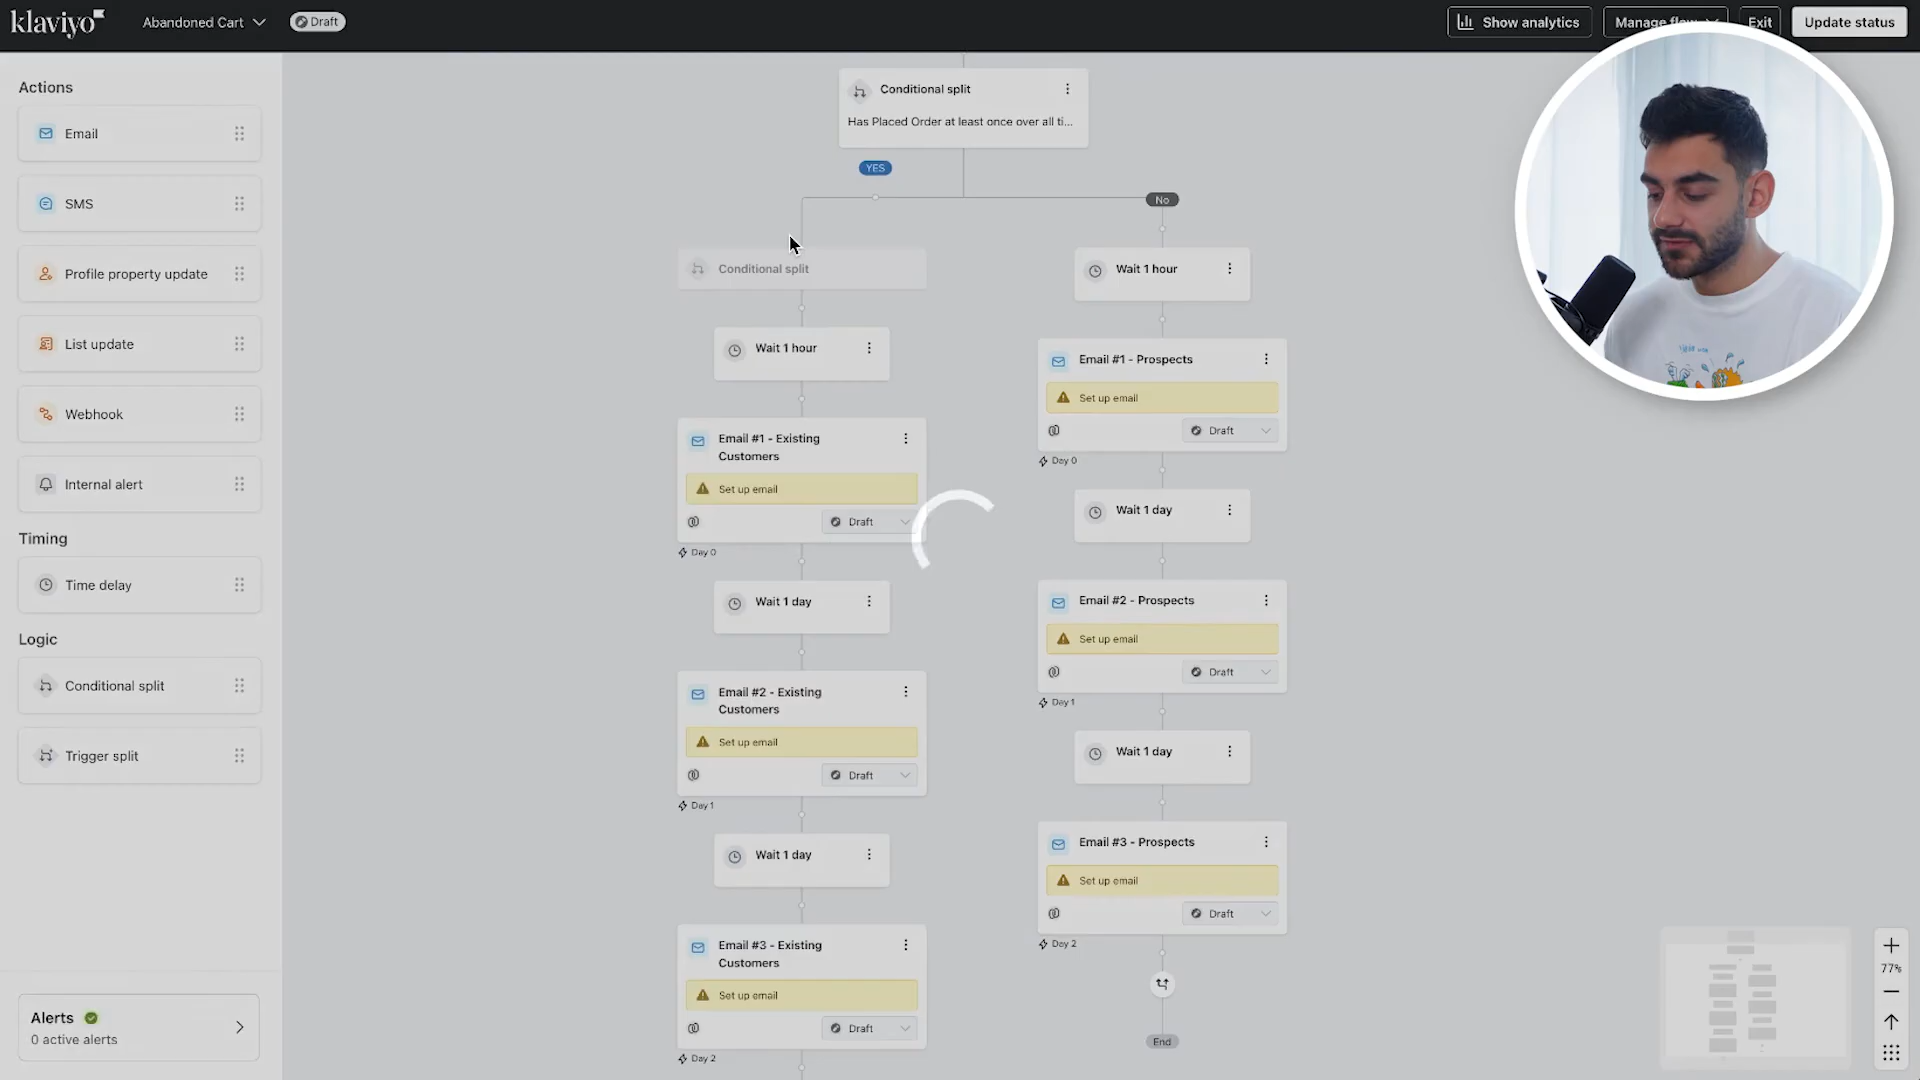 klaviyo
Abandoned Cart
Draft
Show analytics
Manage flow
Exit
Update status
Actions
Email
SMS
Profile property update
List update
Webhook
Internal alert
Timing
Time delay
Logic
Conditional split
Trigger split
Alerts
0 active alerts
Conditional split
Has Placed Order at least once over all ti...
YES
No
Conditional split
Wait 1 hour
Email #1 - Existing
Customers
Set up email
Draft
Day 0
Wait 1 day
Email #2 - Existing
Customers
Set up email
Draft
Day 1
Wait 1 day
Email #3 - Existing
Customers
Set up email
Draft
Day 2
Wait 1 hour
Email #1 - Prospects
Set up email
Draft
Day 0
Wait 1 day
Email #2 - Prospects
Set up email
Draft
Day 1
Wait 1 day
Email #3 - Prospects
Set up email
Draft
Day 2
End
77%